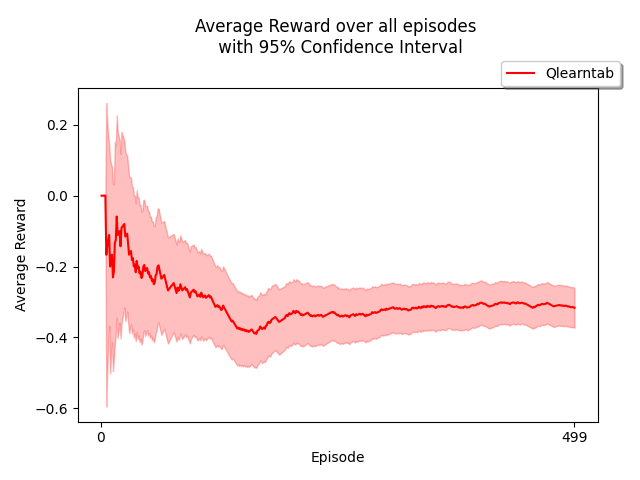 Average Reward over all episodes
with 95% Confidence Interval
Qlearntab
0.2
0.0
−0.2
−0.4
−0.6
Average Reward
0
499
Episode